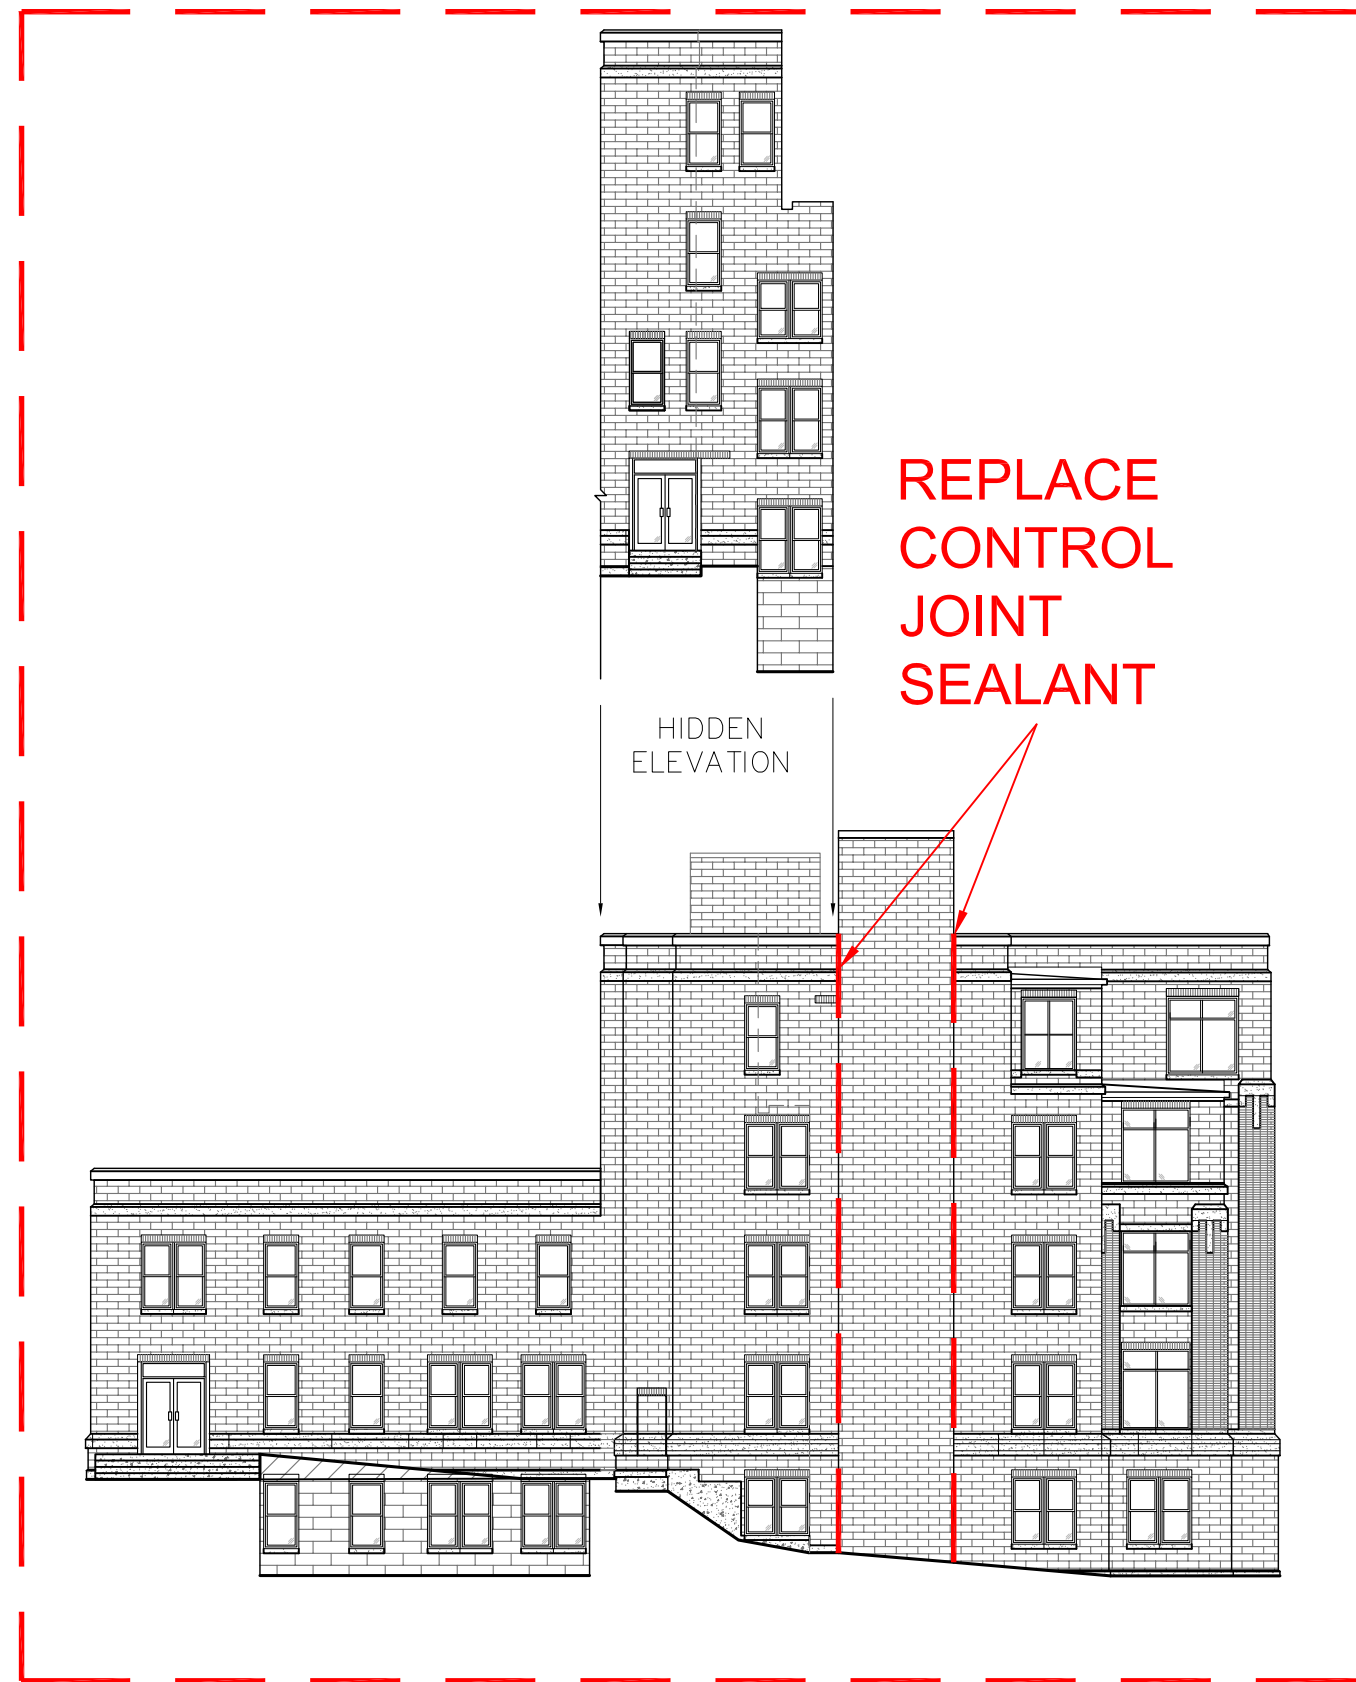 REPLACE
CONTROL
JOINT
SEALANT
HIDDEN
ELEVATION